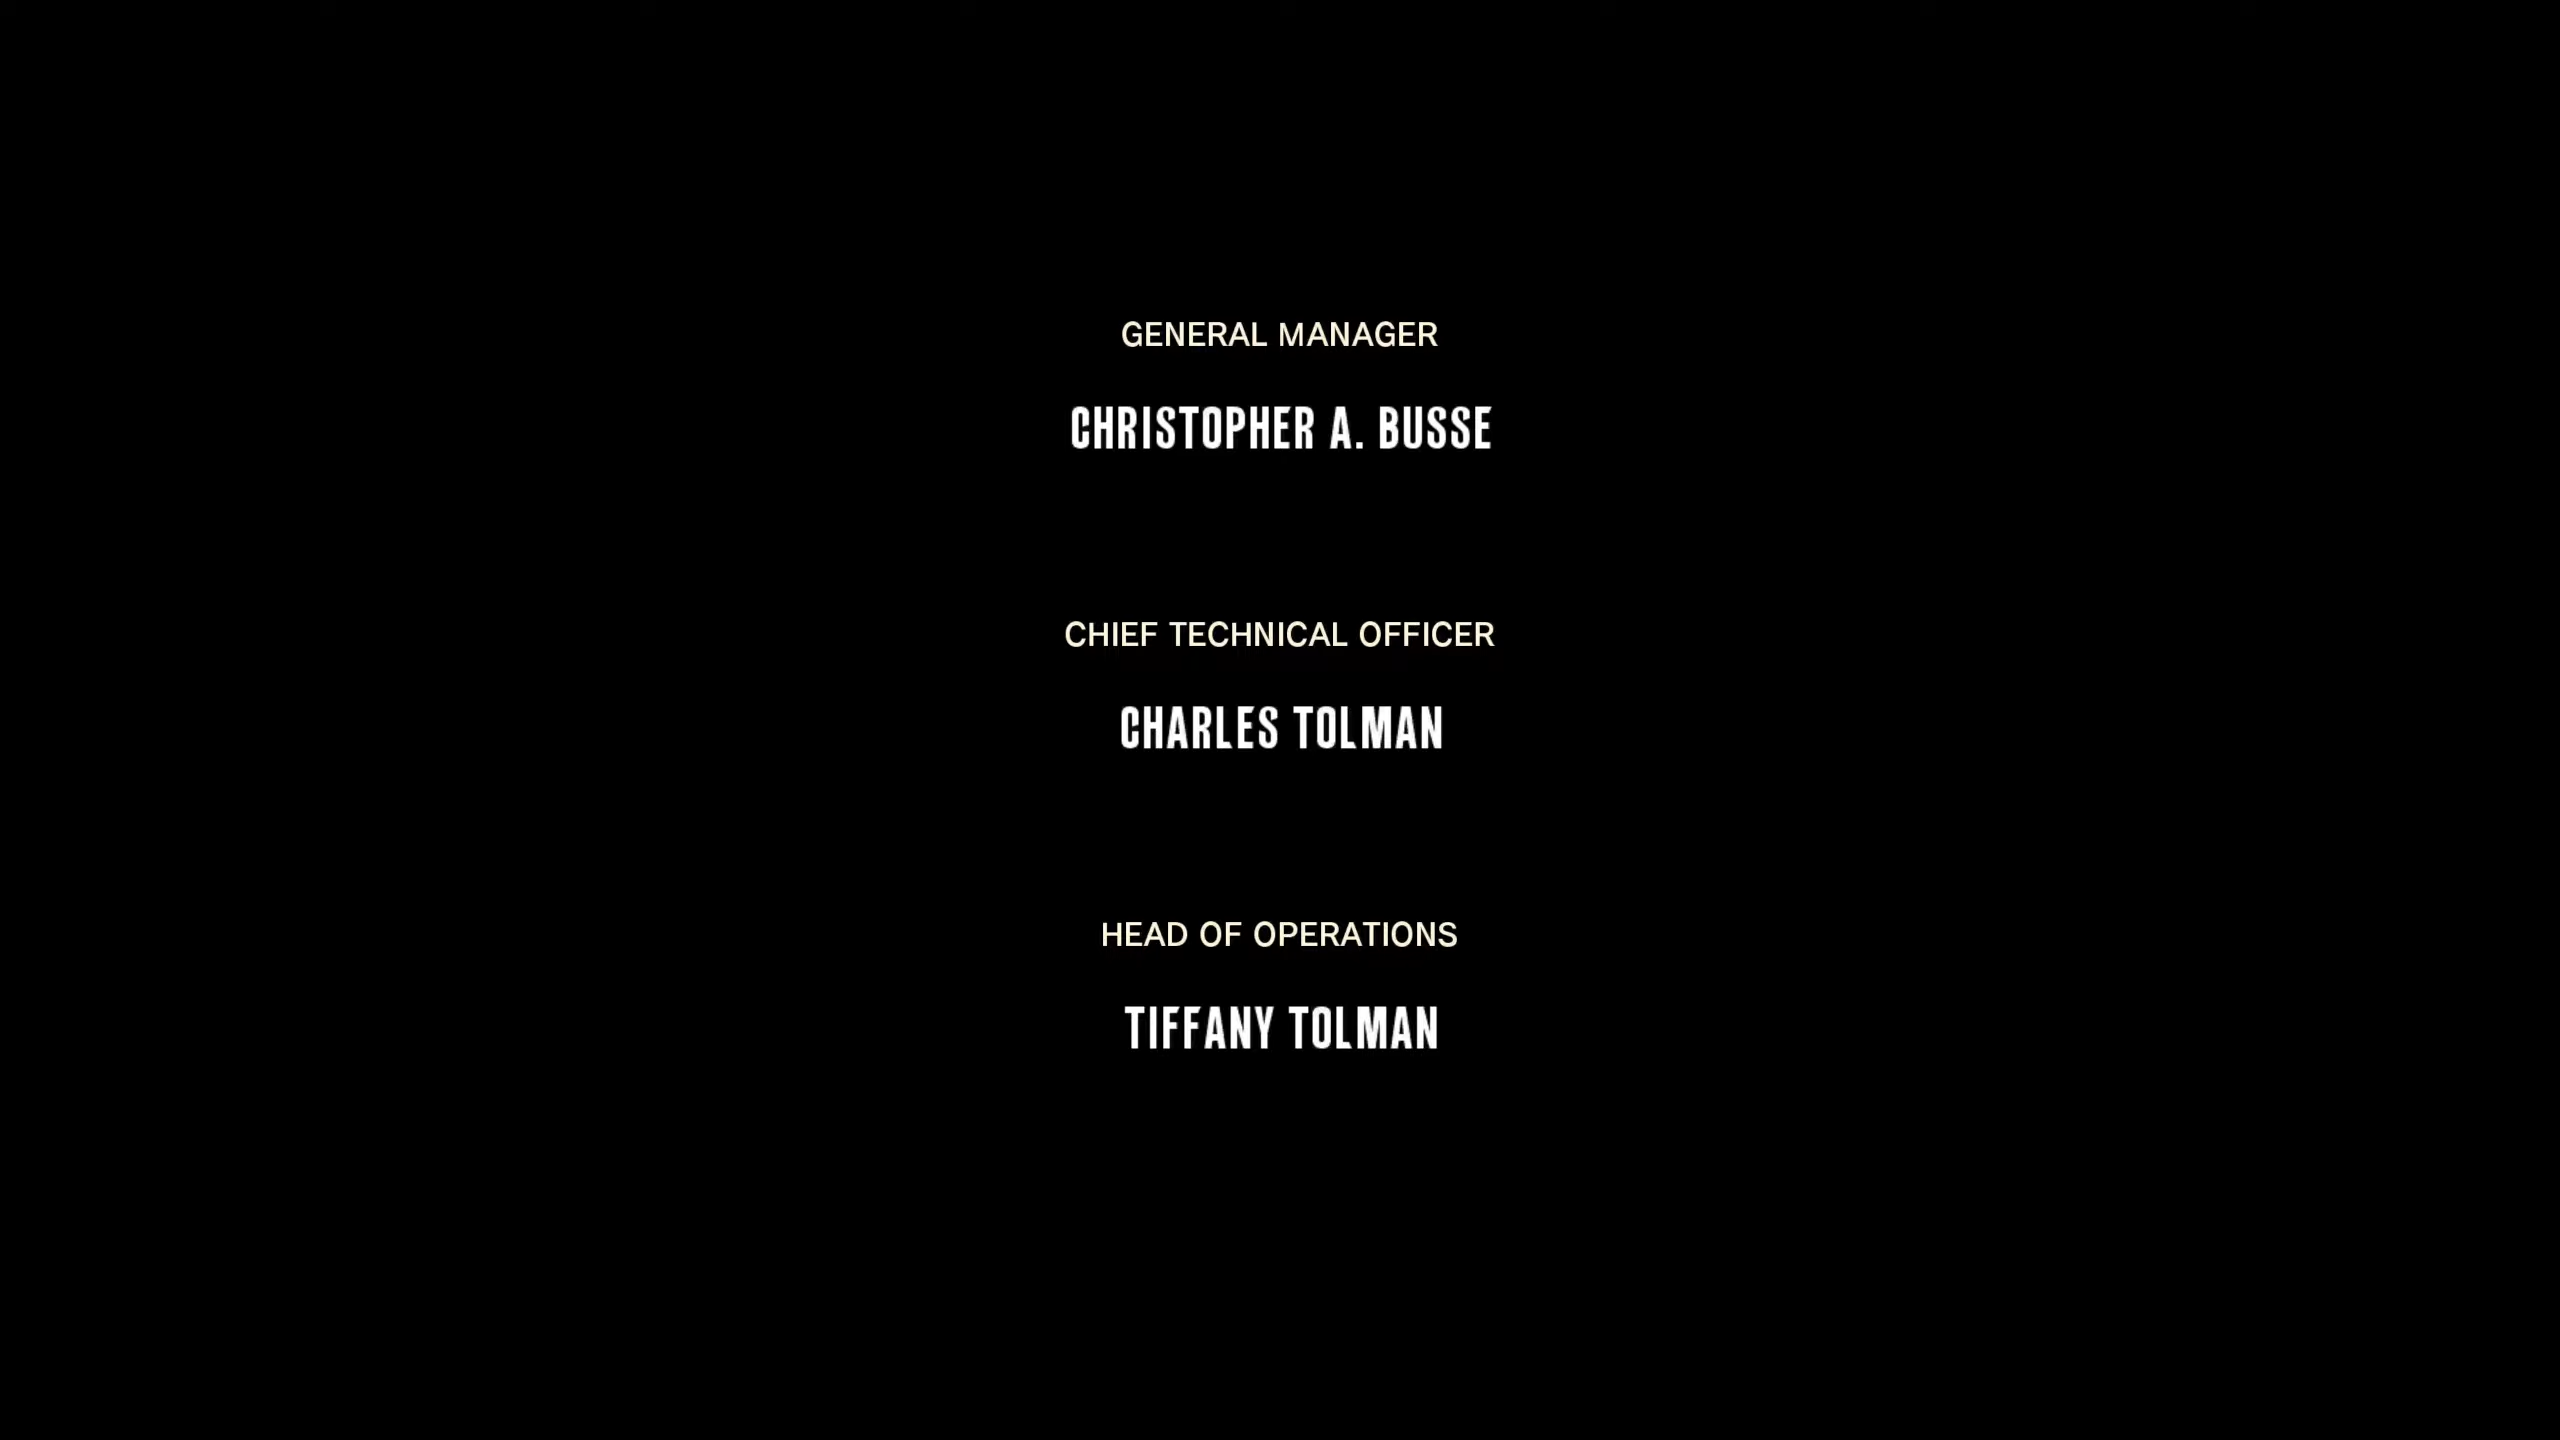 GENERAL MANAGER
CHRISTOPHER A. BUSSE
CHIEF TECHNICAL OFFICER
CHARLES TOLMAN
HEAD OF OPERATIONS
TIFFANY TOLMAN